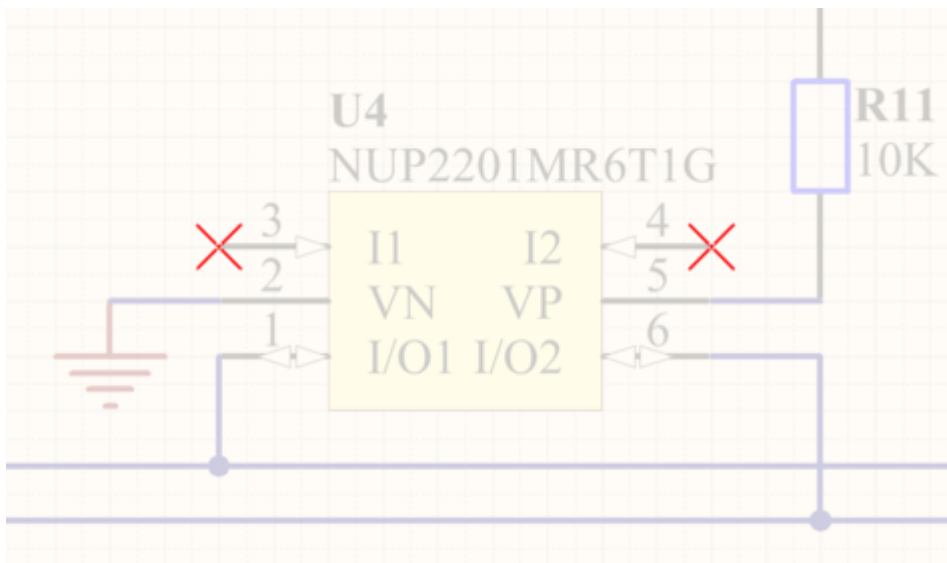 U4
NUP2201MR6T1G
R11
10K
3 I1 I2 4
2 VN VP 5
1 I/O1 I/O2 6